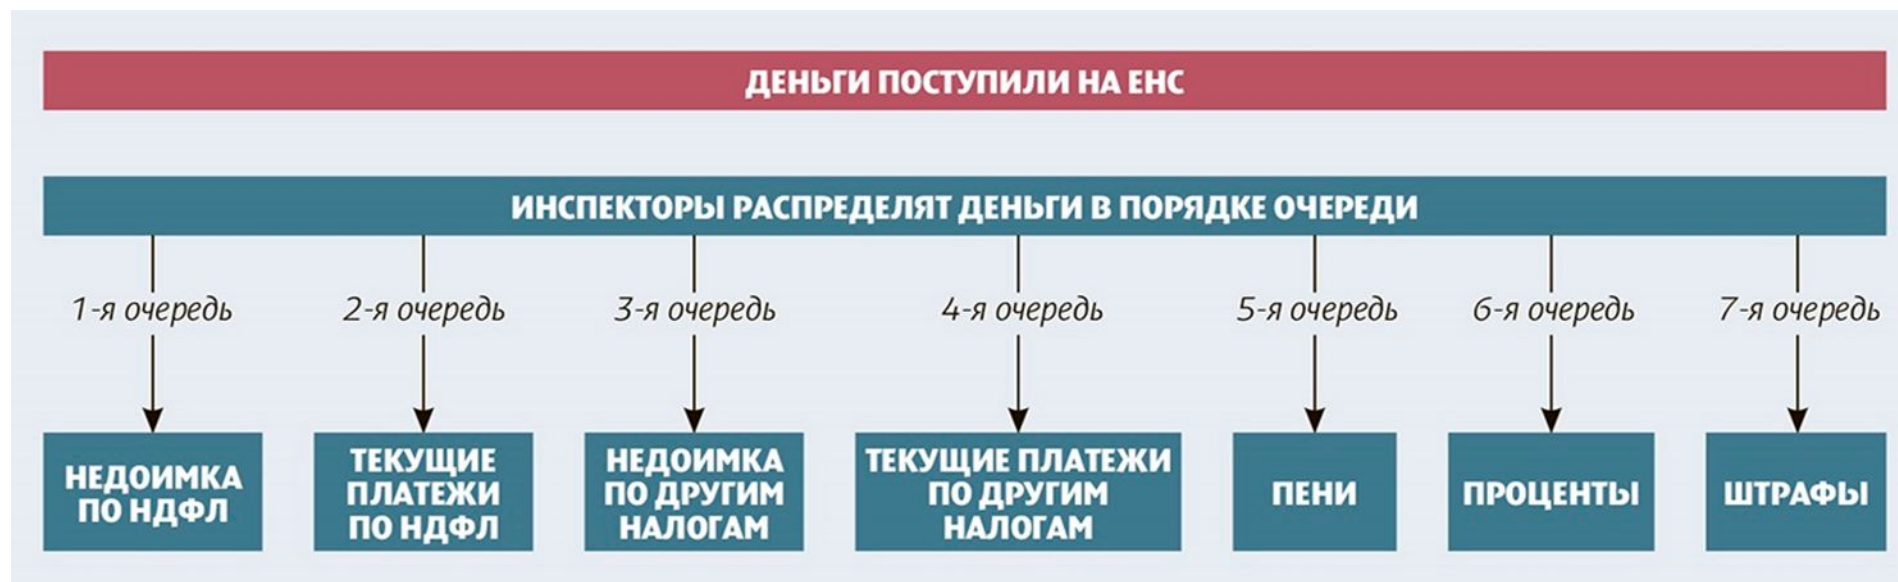 ДЕНЬГИ ПОСТУПИЛИ НА ЕНС
ИНСПЕКТОРЫ РАСПРЕДЕЛЯТ ДЕНЬГИ В ПОРЯДКЕ ОЧЕРЕДИ
1-я очередь
2-я очередь
3-я очередь
4-я очередь
5-я очередь
6-я очередь
7-я очередь
НЕДОИМКА
ПО НДФЛ
ТЕКУЩИЕ
ПЛАТЕЖИ
ПО НДФЛ
НЕДОИМКА
ПО ДРУГИМ
НАЛОГАМ
ТЕКУЩИЕ ПЛАТЕЖИ
ПО ДРУГИМ
НАЛОГАМ
ПЕНИ
ПРОЦЕНТЫ
ШТРАФЫ